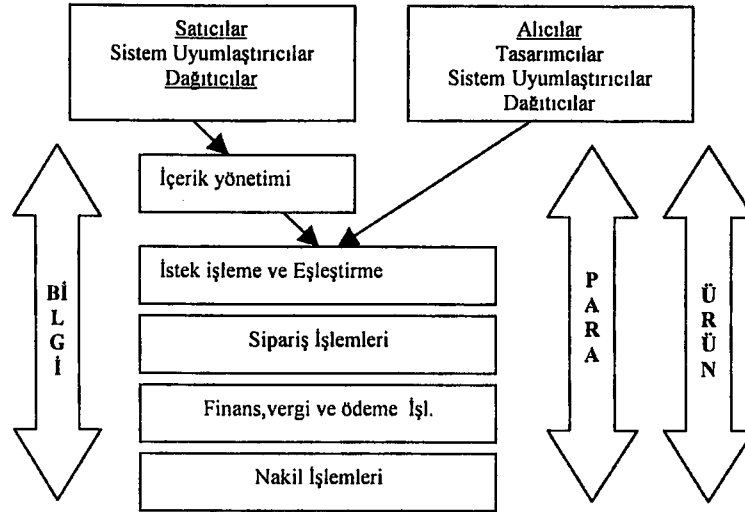 Satıcılar
Sistem Uyumlaştırıcılar
Dağıtıcılar
Alıcılar
Tasarımcılar
Sistem Uyumlaştırıcılar
Dağıtıcılar
İçerik yönetimi
İstek işleme ve Eşleştirme
Sipariş İşlemleri
Finans,vergi ve ödeme İşl.
Nakil İşlemleri
BİLGİ
PARA
ÜRÜN